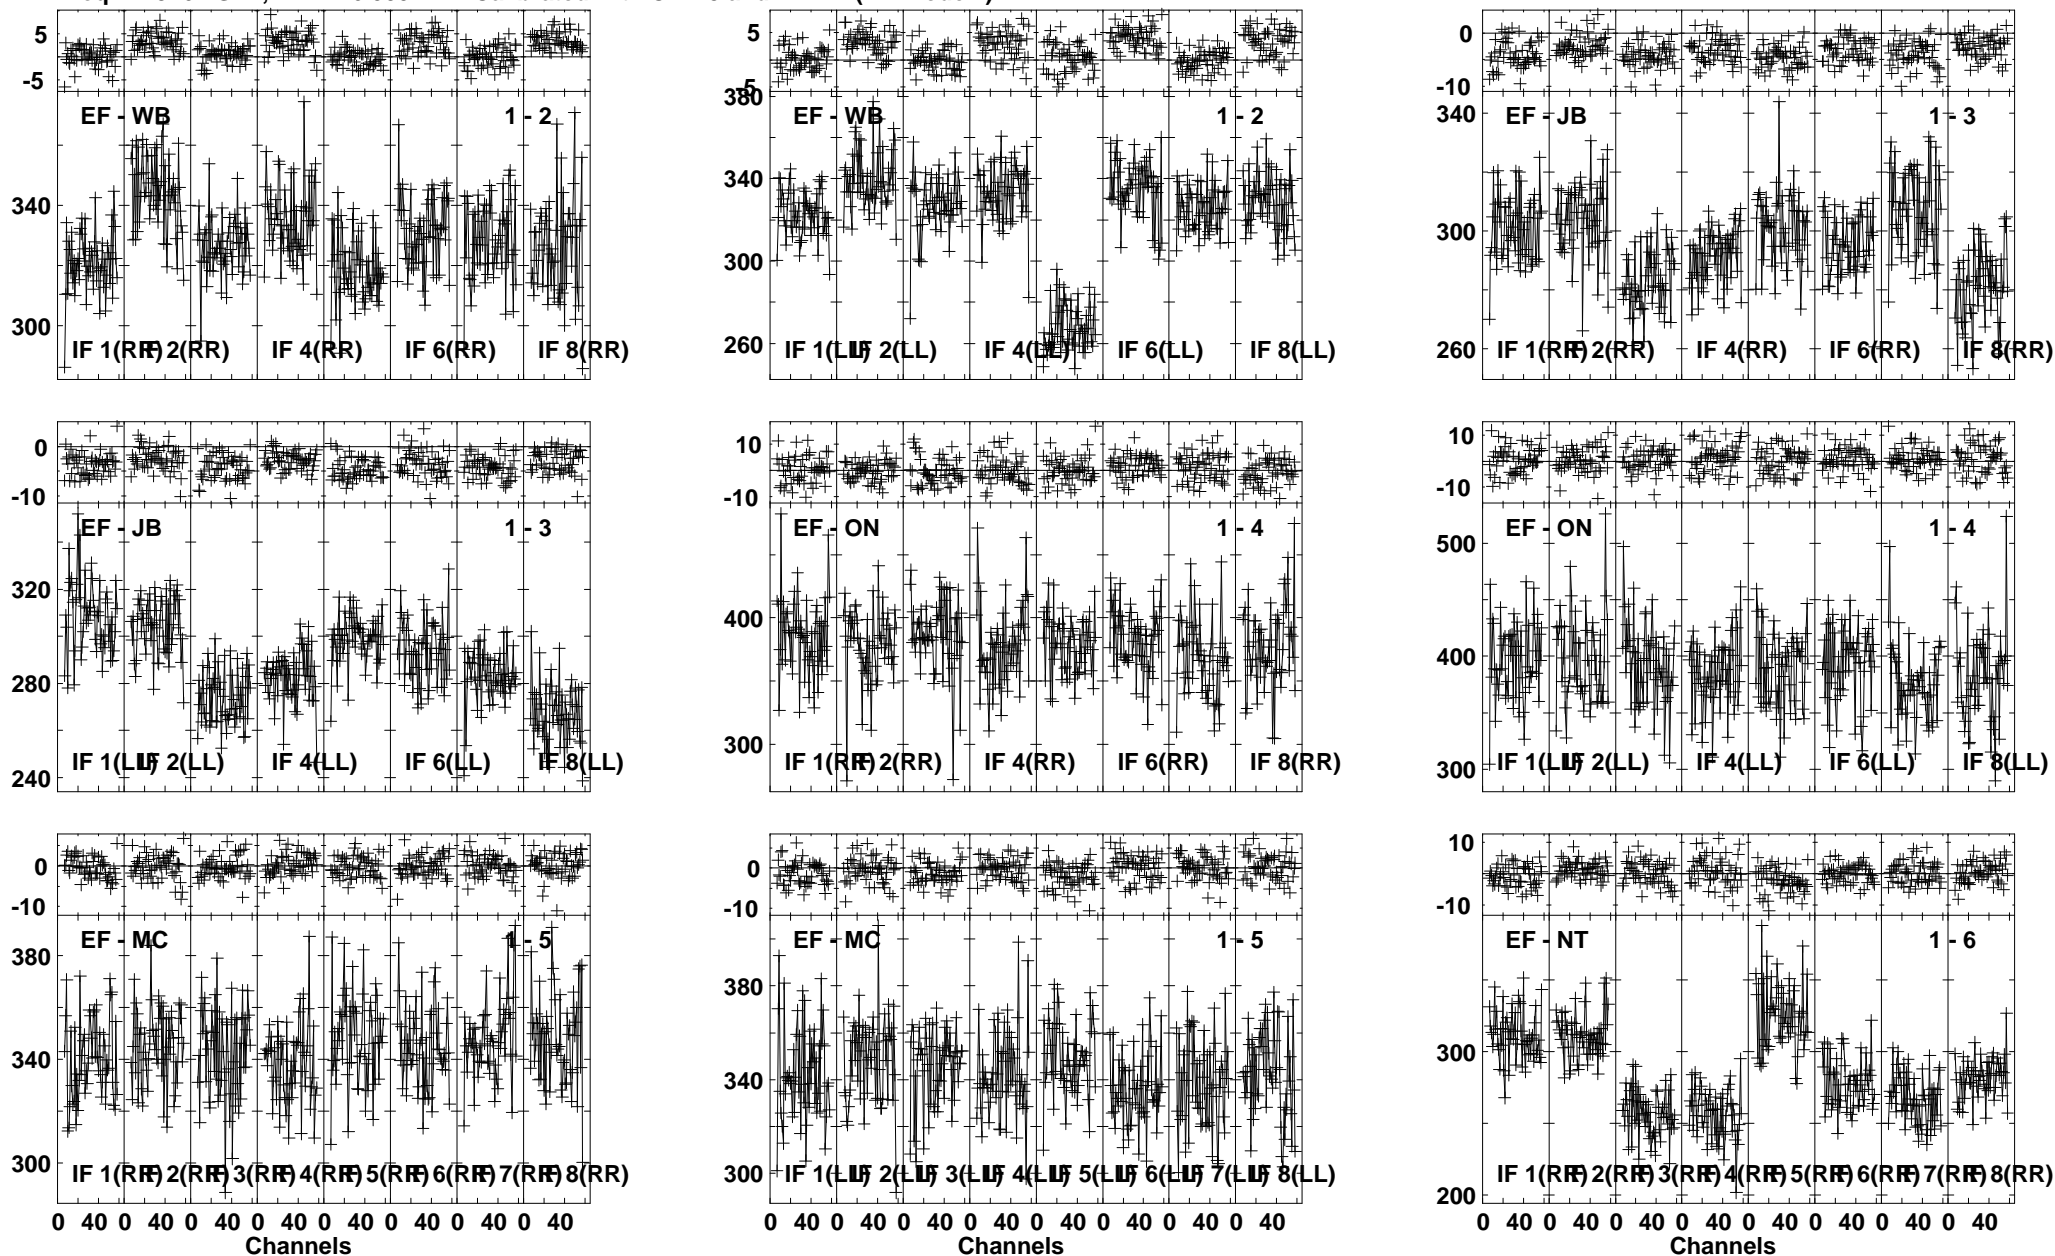 5
-5
EF - WB 1 - 2
340
300
IF 1(RR) IF 2(RR) IF 4(RR) IF 6(RR) IF 8(RR)
5
-5
380
EF - WB 1 - 2
340
300
260
IF 1(LL) IF 2(LL) IF 4(LL) IF 6(LL) IF 8(LL)
0
-10
340
EF - JB 1 - 3
300
260
IF 1(RR) IF 2(RR) IF 4(RR) IF 6(RR) IF 8(RR)
0
-10
EF - JB 1 - 3
320
280
240
IF 1(LL) IF 2(LL) IF 4(LL) IF 6(LL) IF 8(LL)
10
-10
EF - ON 1 - 4
400
300
IF 1(RR) IF 2(RR) IF 4(RR) IF 6(RR) IF 8(RR)
10
-10
EF - ON 1 - 4
500
400
300
IF 1(LL) IF 2(LL) IF 4(LL) IF 6(LL) IF 8(LL)
0
-10
EF - MC 1 - 5
380
340
300
IF 1(RR) IF 2(RR) IF 3(RR) IF 4(RR) IF 5(RR) IF 6(RR) IF 7(RR) IF 8(RR)
0 40 0 40 0 40 0 40 0 40 0 40 0 40 0 40
Channels
0
-10
EF - MC 1 - 5
380
340
300
IF 1(LL) IF 2(LL) IF 3(LL) IF 4(LL) IF 5(LL) IF 6(LL) IF 7(LL) IF 8(LL)
0 40 0 40 0 40 0 40 0 40 0 40 0 40 0 40
Channels
10
-10
EF - NT 1 - 6
300
200
IF 1(RR) IF 2(RR) IF 3(RR) IF 4(RR) IF 5(RR) IF 6(RR) IF 7(RR) IF 8(RR)
0 40 0 40 0 40 0 40 0 40 0 40 0 40 0 40
Channels